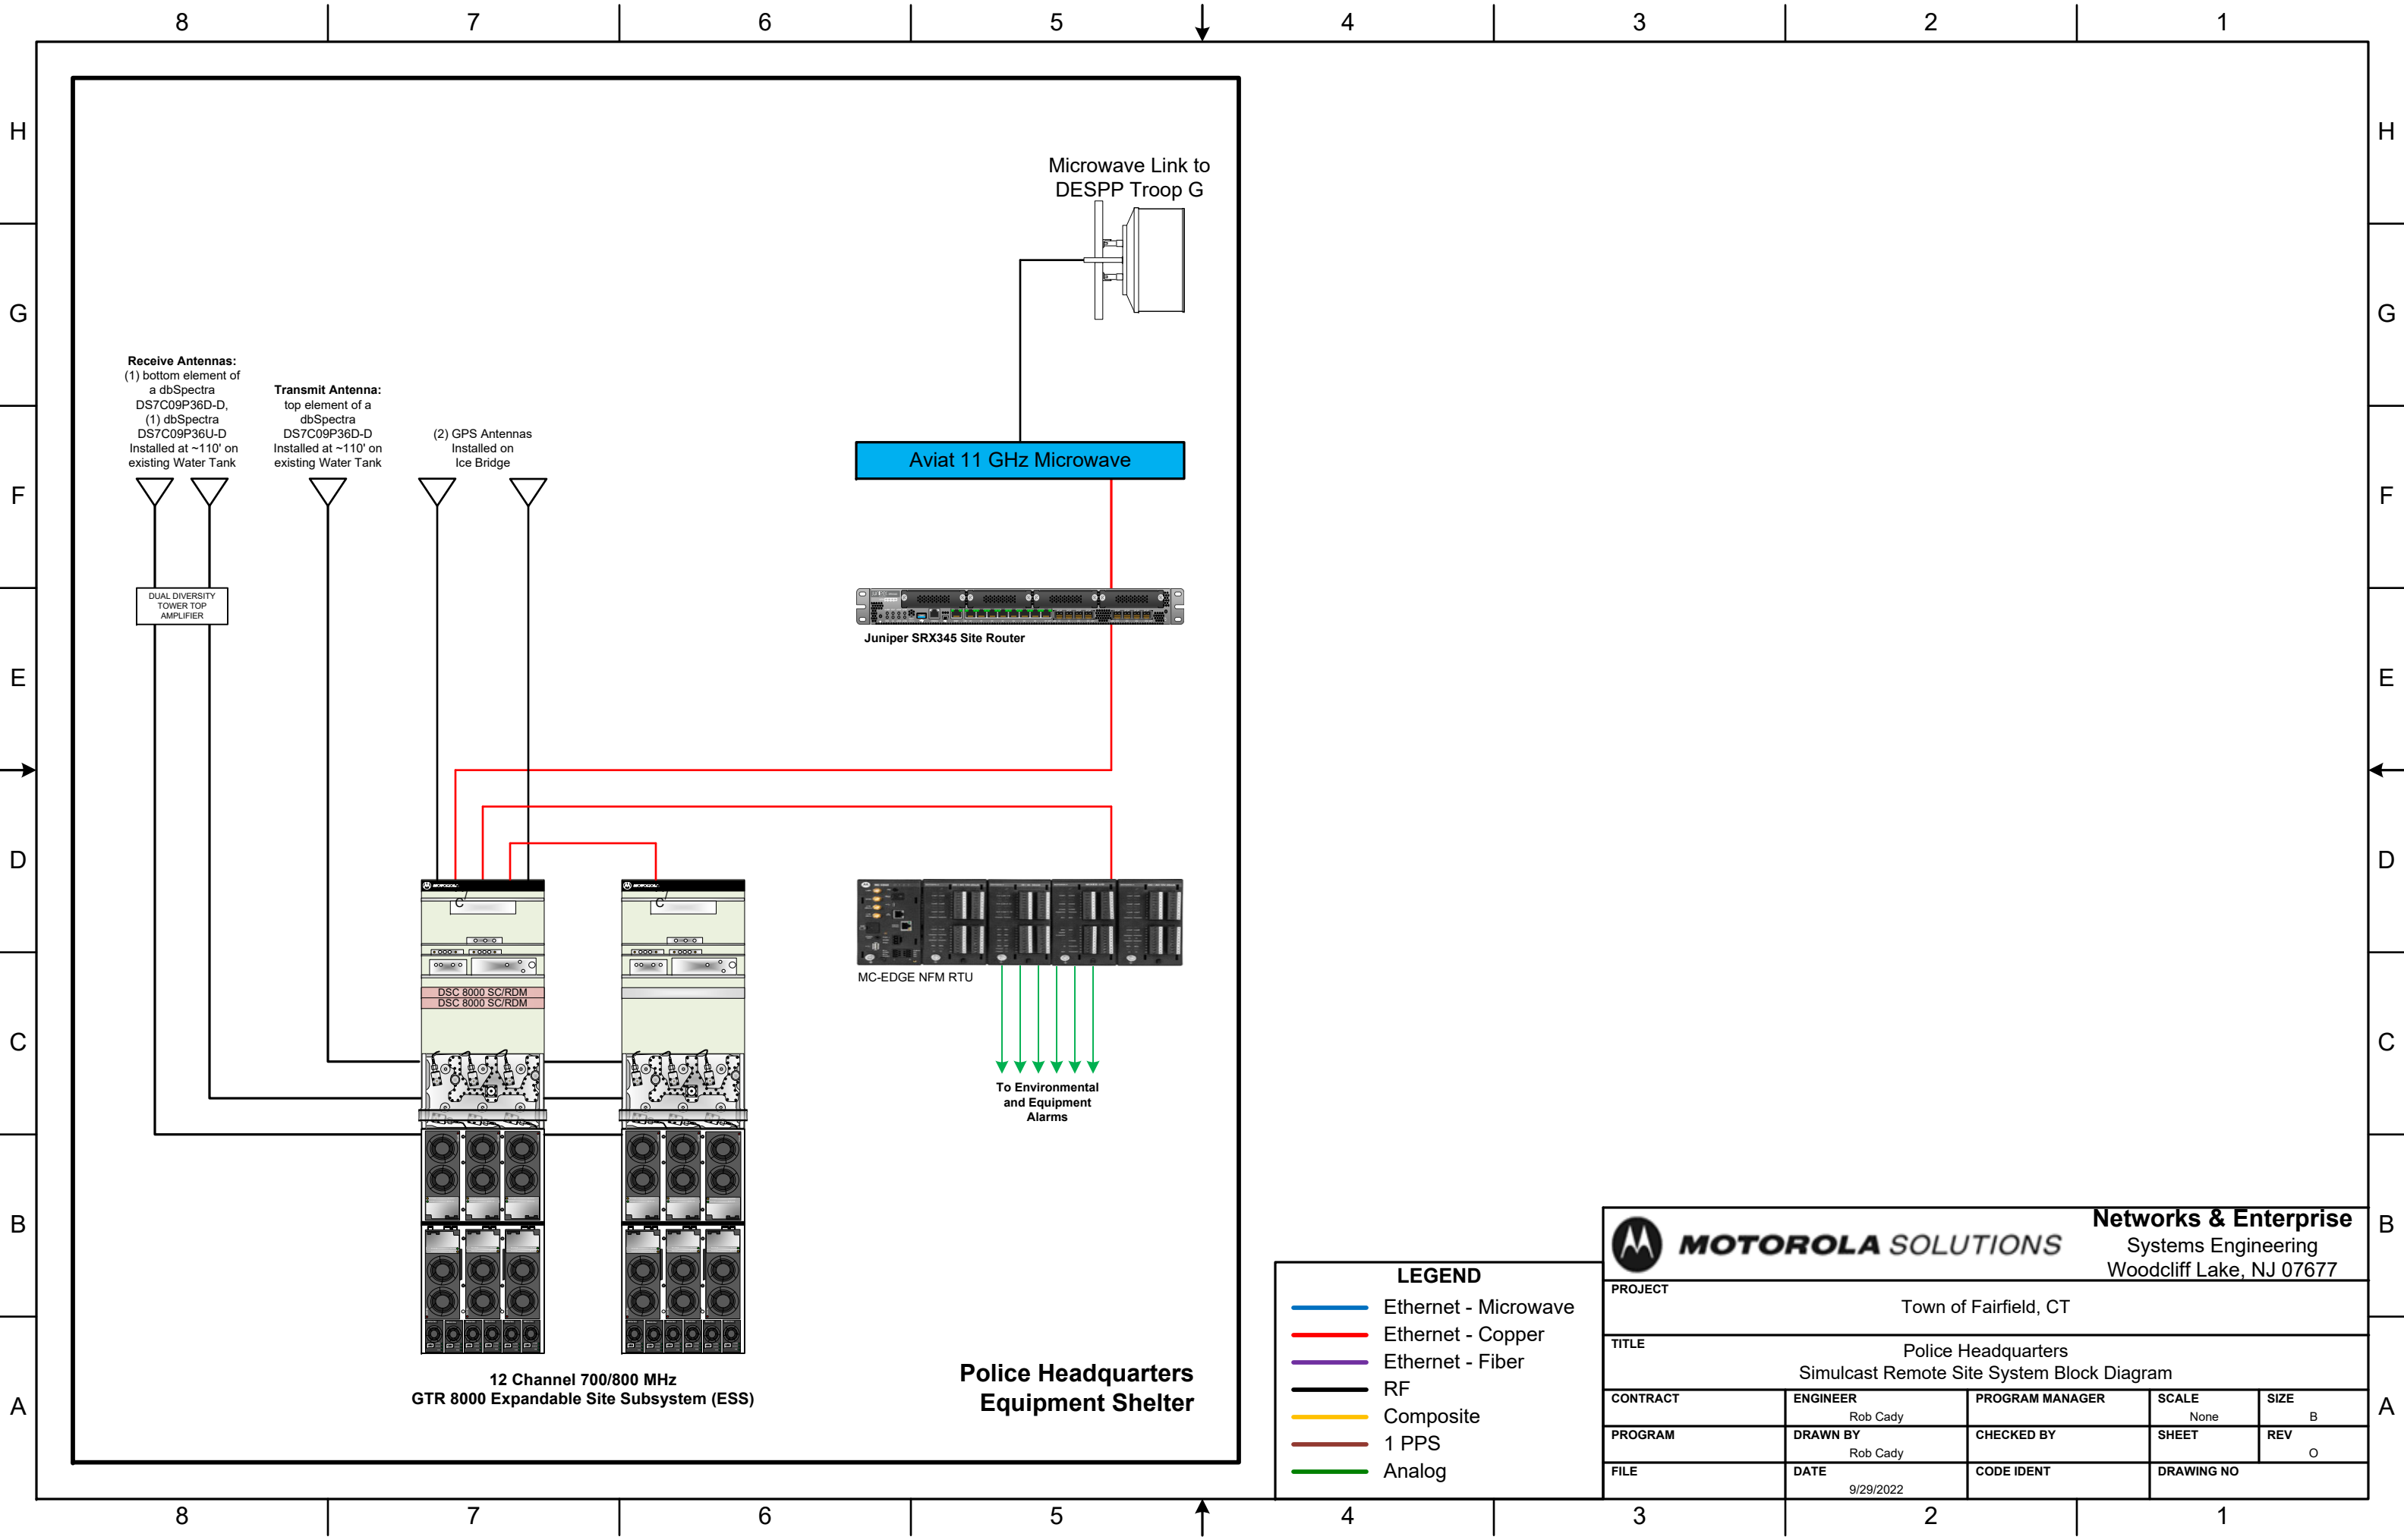 8 7 6 5 4 3 2 1
H H
G G
F F
E E
D D
C C
B B
A A
Microwave Link to
DESPP Troop G
Receive Antennas:
(1) bottom element of
a dbSpectra
DS7C09P36D-D,
(1) dbSpectra
DS7C09P36U-D
Installed at ~110' on
existing Water Tank
Transmit Antenna:
top element of a
dbSpectra
DS7C09P36D-D
Installed at ~110' on
existing Water Tank
(2) GPS Antennas
Installed on
Ice Bridge
Aviat 11 GHz Microwave
DUAL DIVERSITY
TOWER TOP
AMPLIFIER
Juniper SRX345 Site Router
MOTOROLA
C
MOTOROLA
C
DSC 8000 SC/RDM
DSC 8000 SC/RDM
MC-EDGE NFM RTU
To Environmental
and Equipment
Alarms
12 Channel 700/800 MHz
GTR 8000 Expandable Site Subsystem (ESS)
Police Headquarters
Equipment Shelter
LEGEND
Ethernet - Microwave
Ethernet - Copper
Ethernet - Fiber
RF
Composite
1 PPS
Analog
MOTOROLA SOLUTIONS
Networks & Enterprise
Systems Engineering
Woodcliff Lake, NJ 07677
PROJECT
Town of Fairfield, CT
TITLE
Police Headquarters
Simulcast Remote Site System Block Diagram
CONTRACT
ENGINEER
Rob Cady
PROGRAM MANAGER
SCALE
None
SIZE
B
PROGRAM
DRAWN BY
Rob Cady
CHECKED BY
SHEET
REV
O
FILE
DATE
9/29/2022
CODE IDENT
DRAWING NO
8 7 6 5 4 3 2 1